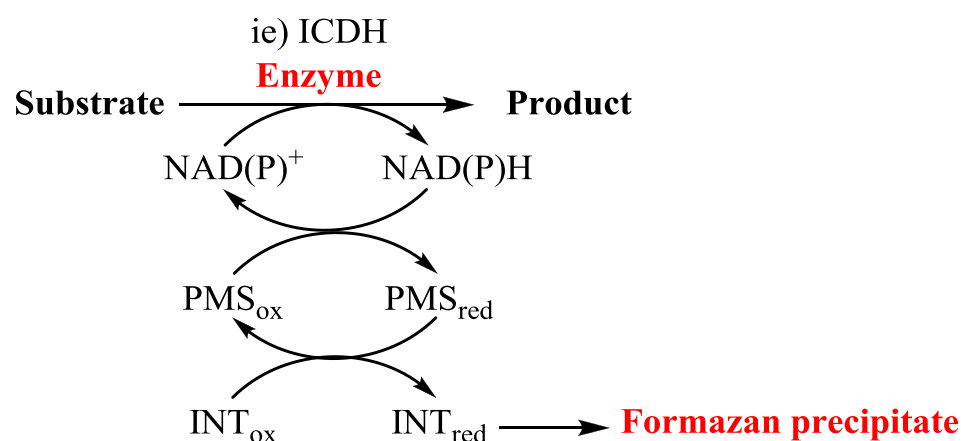 ie) ICDH
Enzyme
Substrate Product
NAD(P)⁺ NAD(P)H
PMSₒₓ PMSred
INTₒₓ INTred Formazan precipitate